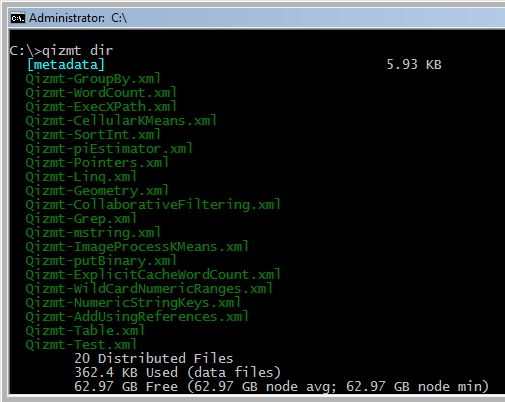 C:\. Administrator: C:\
C:\>qizmt dir
[metadata] 5.93 KB
Qizmt-GroupBy.xml
Qizmt-WordCount.xml
Qizmt-ExecXPath.xml
Qizmt-CellularKMeans.xml
Qizmt-SortInt.xml
Qizmt-piEstimator.xml
Qizmt-Pointers.xml
Qizmt-Linq.xml
Qizmt-Geometry.xml
Qizmt-CollaborativeFiltering.xml
Qizmt-Grep.xml
Qizmt-mstring.xml
Qizmt-ImageProcessKMeans.xml
Qizmt-putBinary.xml
Qizmt-ExplicitCacheWordCount.xml
Qizmt-WildCardNumericRanges.xml
Qizmt-NumericStringKeys.xml
Qizmt-AddUsingReferences.xml
Qizmt-Table.xml
Qizmt-Test.xml
20 Distributed Files
362.4 KB Used (data files)
62.97 GB Free (62.97 GB node avg; 62.97 GB node min)